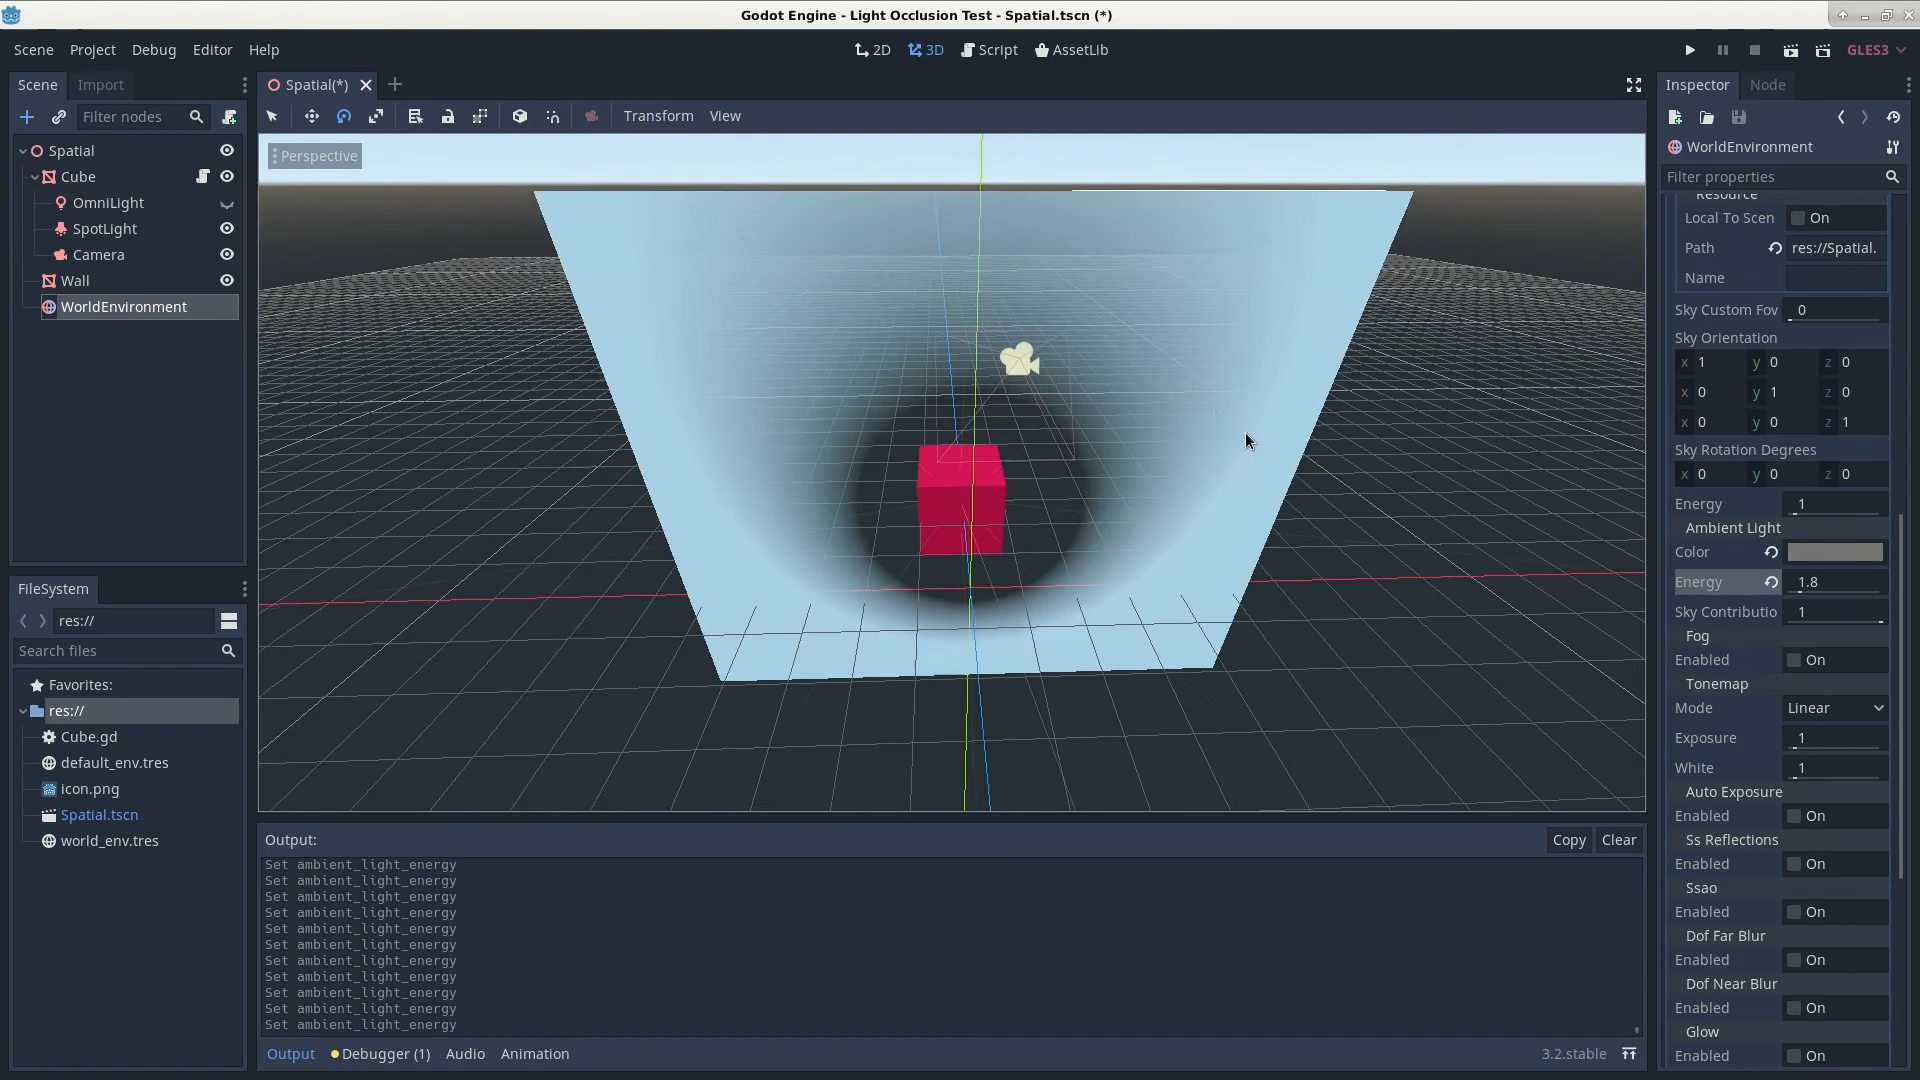 Godot Engine - Light Occlusion Test - Spatial.tscn (*)
Scene Project Debug Editor Help
2D 3D Script AssetLib
GLES3
Scene Import
Filter nodes
Spatial
Cube
OmniLight
SpotLight
Camera
Wall
WorldEnvironment
FileSystem
res://
Search files
Favorites:
res://
Cube.gd
default_env.tres
icon.png
Spatial.tscn
world_env.tres
Spatial(*)
Transform View
Perspective
Output:
Copy Clear
Set ambient_light_energy
Set ambient_light_energy
Set ambient_light_energy
Set ambient_light_energy
Set ambient_light_energy
Set ambient_light_energy
Set ambient_light_energy
Set ambient_light_energy
Set ambient_light_energy
Set ambient_light_energy
Set ambient_light_energy
Output Debugger (1) Audio Animation
3.2.stable
Inspector Node
WorldEnvironment
Filter properties
Resource
Local To Scen On
Path res://Spatial.
Name
Sky Custom Fov 0
Sky Orientation
x 1 y 0 z 0
x 0 y 1 z 0
x 0 y 0 z 1
Sky Rotation Degrees
x 0 y 0 z 0
Energy 1
Ambient Light
Color
Energy 1.8
Sky Contributio 1
Fog
Enabled On
Tonemap
Mode Linear
Exposure 1
White 1
Auto Exposure
Enabled On
Ss Reflections
Enabled On
Ssao
Enabled On
Dof Far Blur
Enabled On
Dof Near Blur
Enabled On
Glow
Enabled On